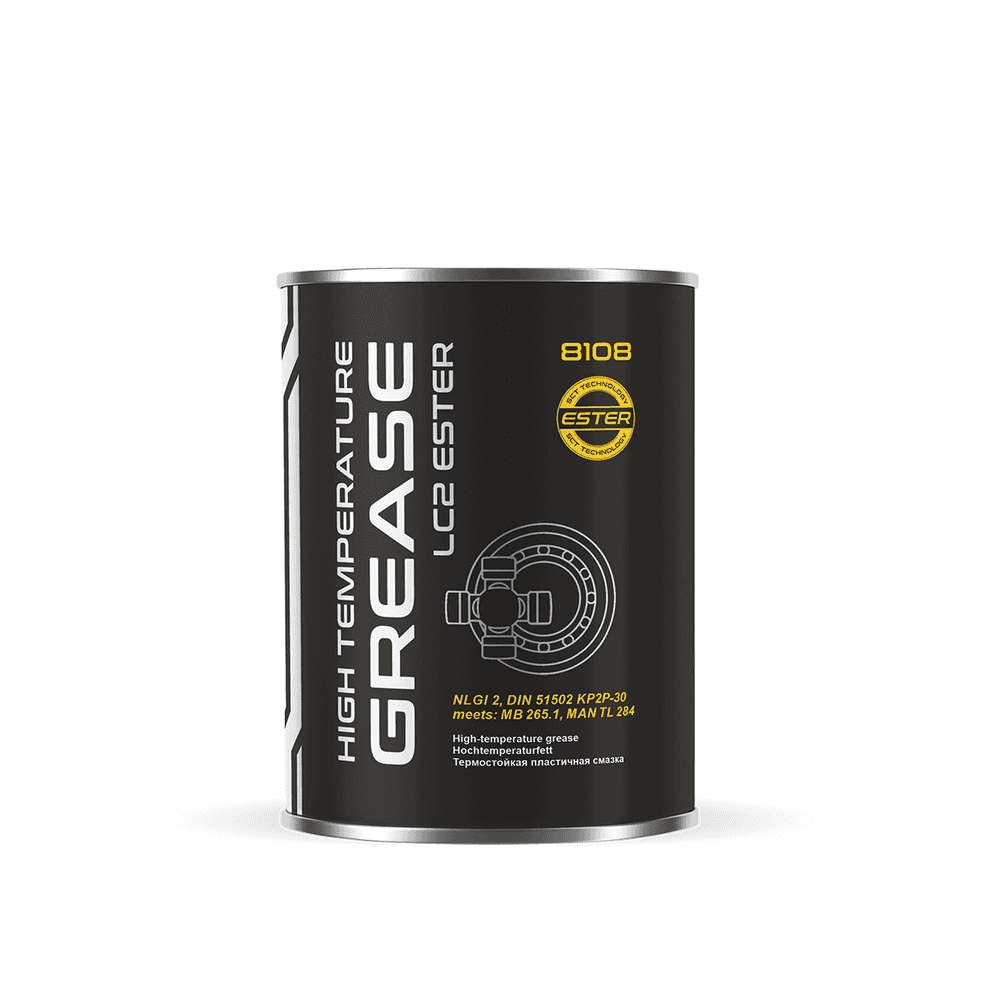 HIGH TEMPERATURE
GREASE
LC2 ESTER
8108
SCT TECHNOLOGY
ESTER
SCT TECHNOLOGY
NLGI 2, DIN 51502 KP2P-30
meets: MB 265.1, MAN TL 284
High-temperature grease
Hochtemperaturfett
Термостойкая пластичная смазка